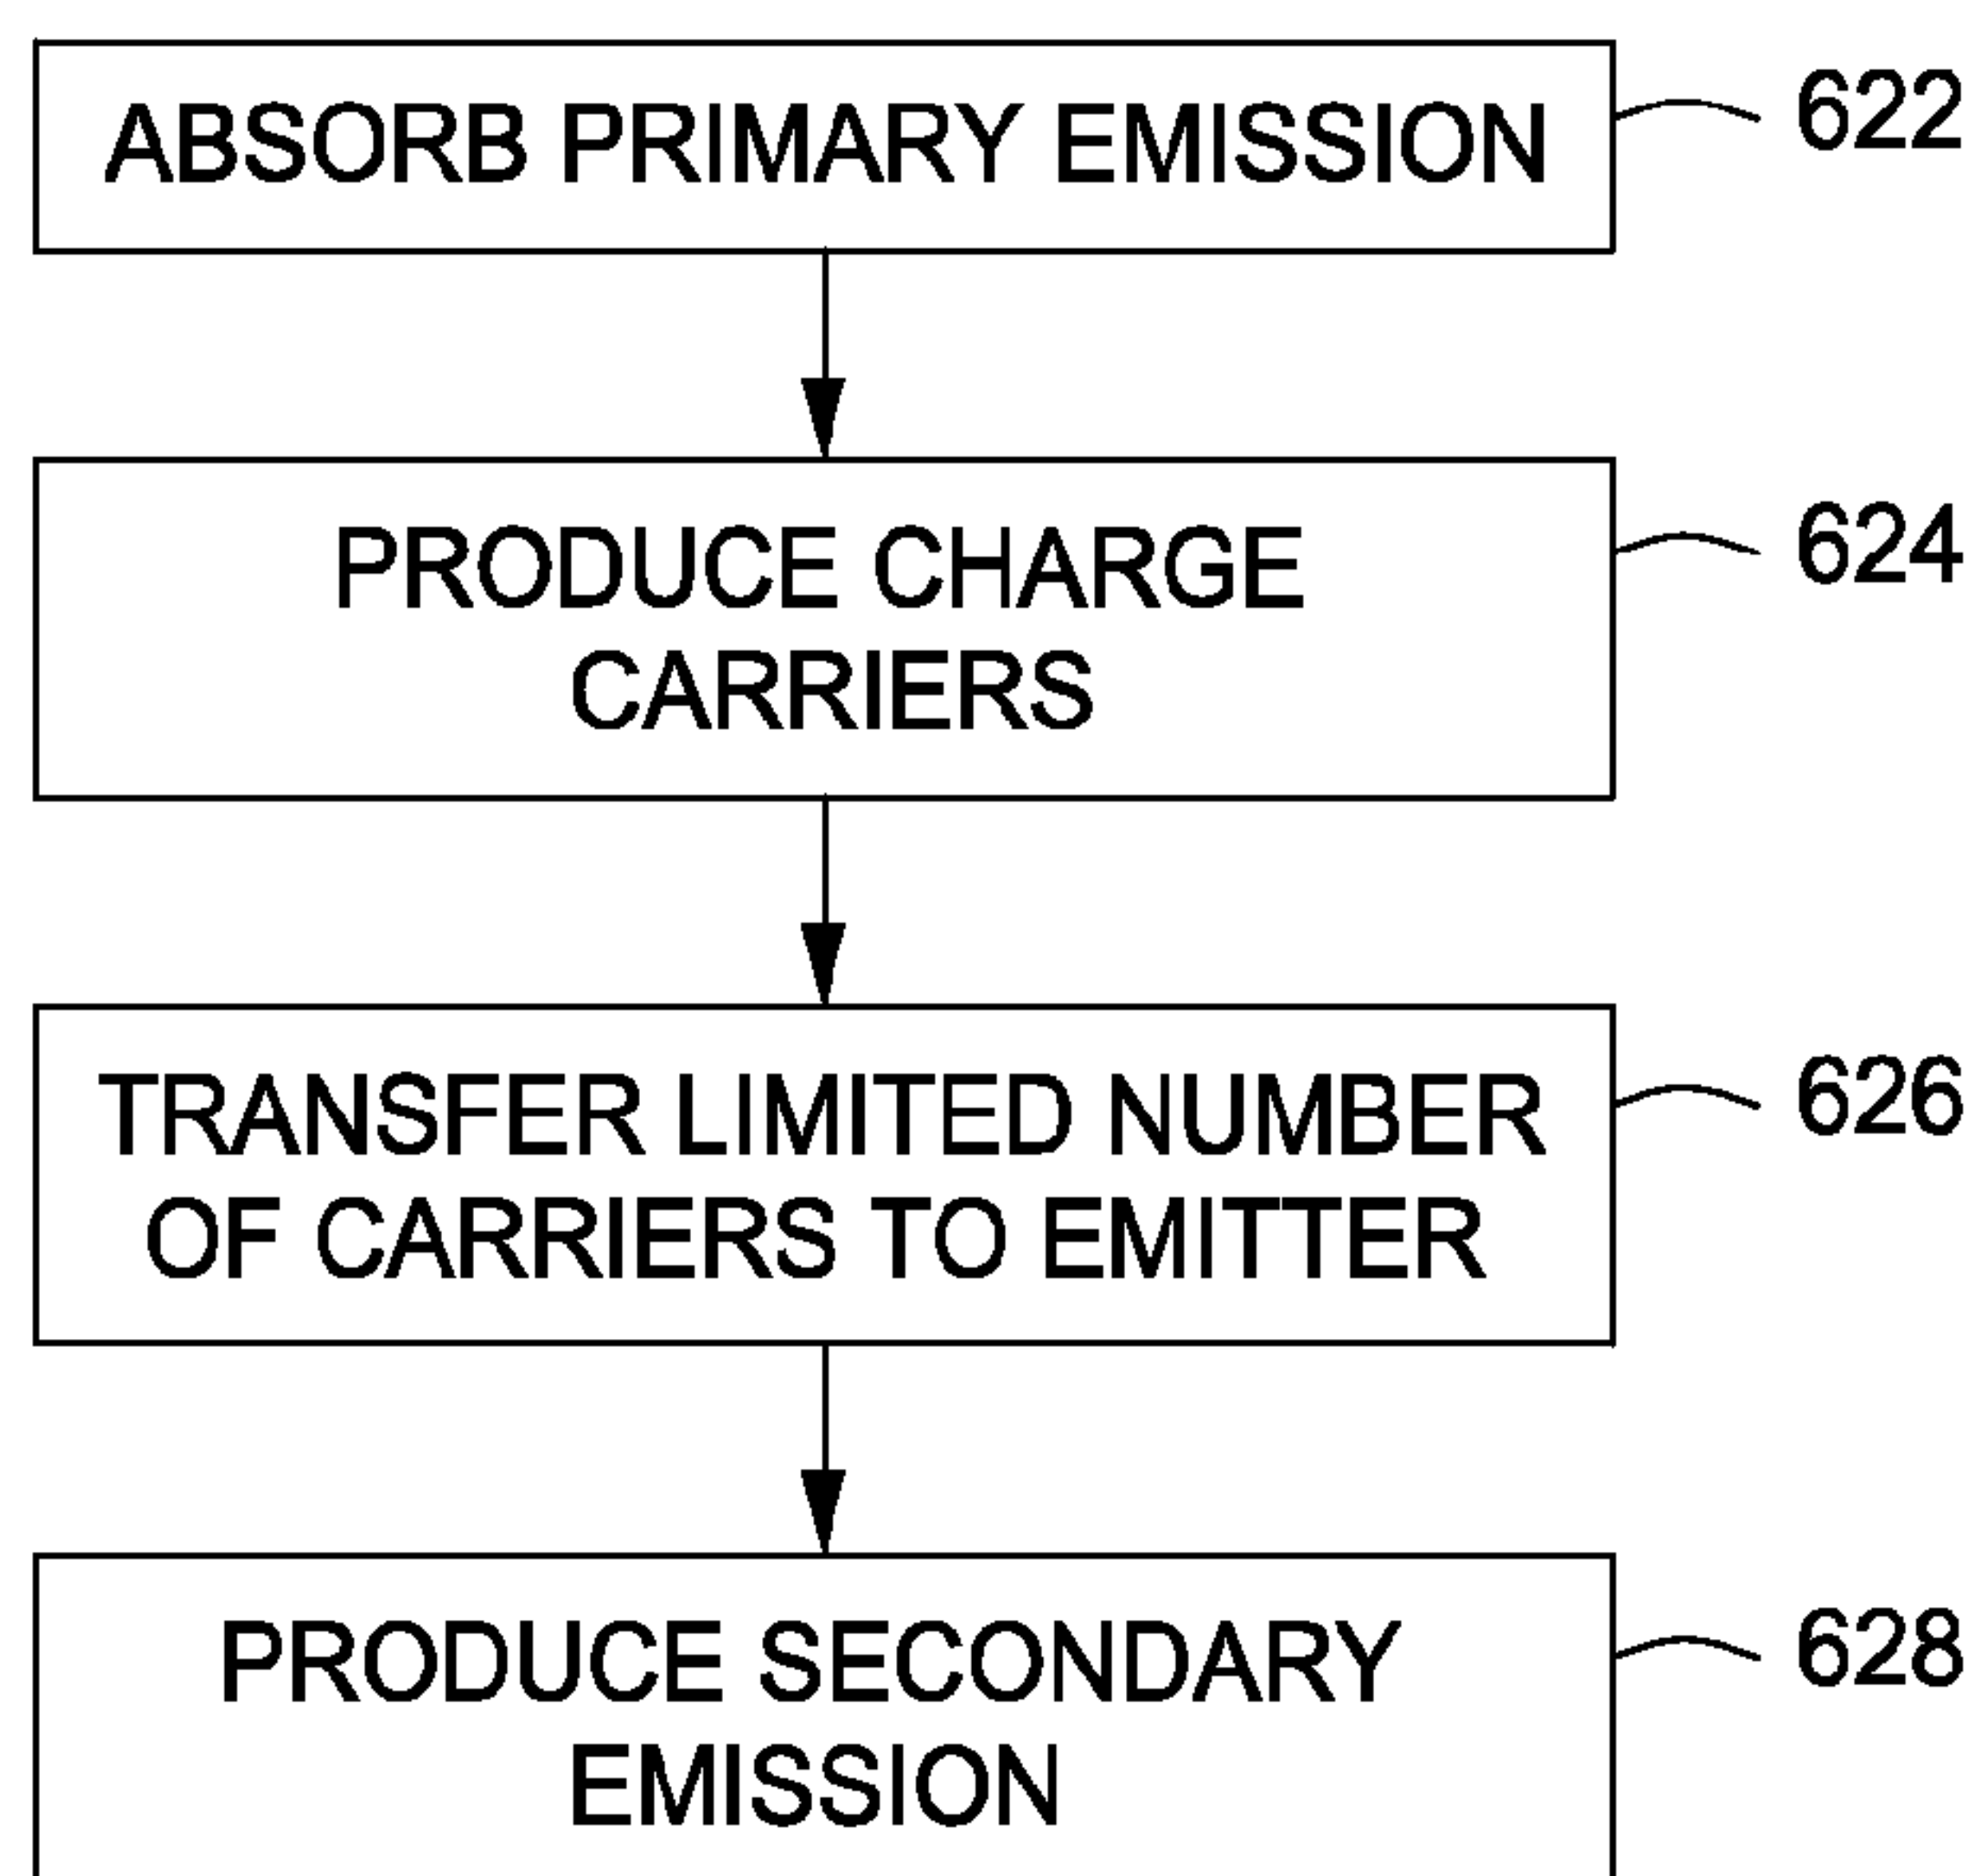 ABSORB PRIMARY EMISSION
622
PRODUCE CHARGE
CARRIERS
624
TRANSFER LIMITED NUMBER
OF CARRIERS TO EMITTER
626
PRODUCE SECONDARY
EMISSION
628